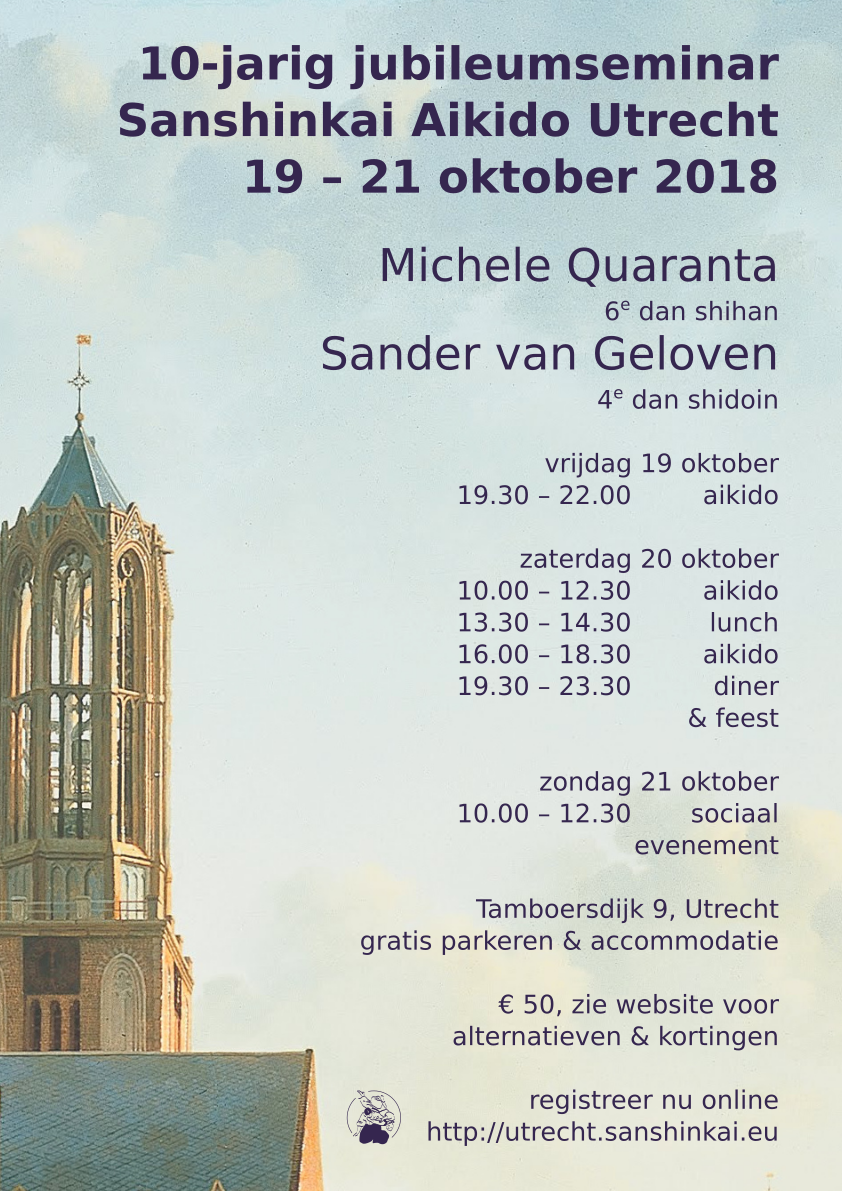 10-jarig jubileumseminar
Sanshinkai Aikido Utrecht
19 – 21 oktober 2018
Michele Quaranta
6e dan shihan
Sander van Geloven
4e dan shidoin
vrijdag 19 oktober
19.30 – 22.00 aikido
zaterdag 20 oktober
10.00 – 12.30 aikido
13.30 – 14.30 lunch
16.00 – 18.30 aikido
19.30 – 23.30 diner
& feest
zondag 21 oktober
10.00 – 12.30 sociaal
evenement
Tamboersdijk 9, Utrecht
gratis parkeren & accommodatie
€ 50, zie website voor
alternatieven & kortingen
registreer nu online
http://utrecht.sanshinkai.eu